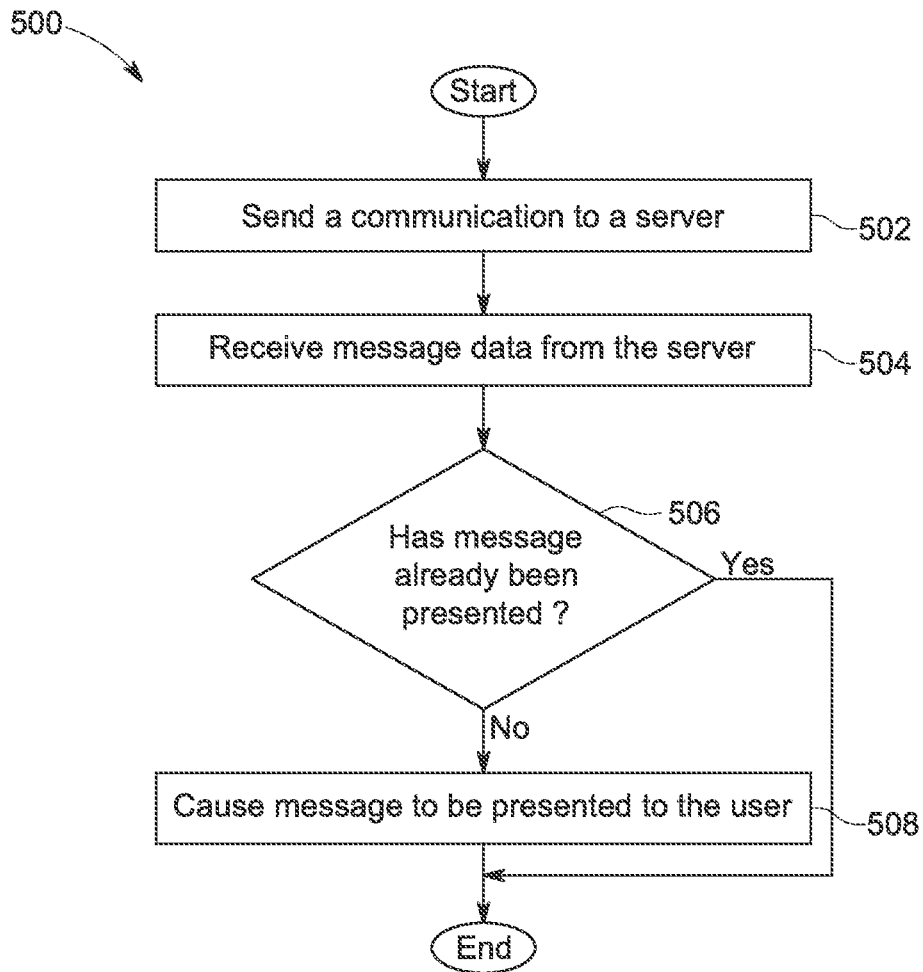 500
Start
Send a communication to a server
502
Receive message data from the server
504
506
Has message
already been
presented ?
Yes
No
Cause message to be presented to the user
508
End